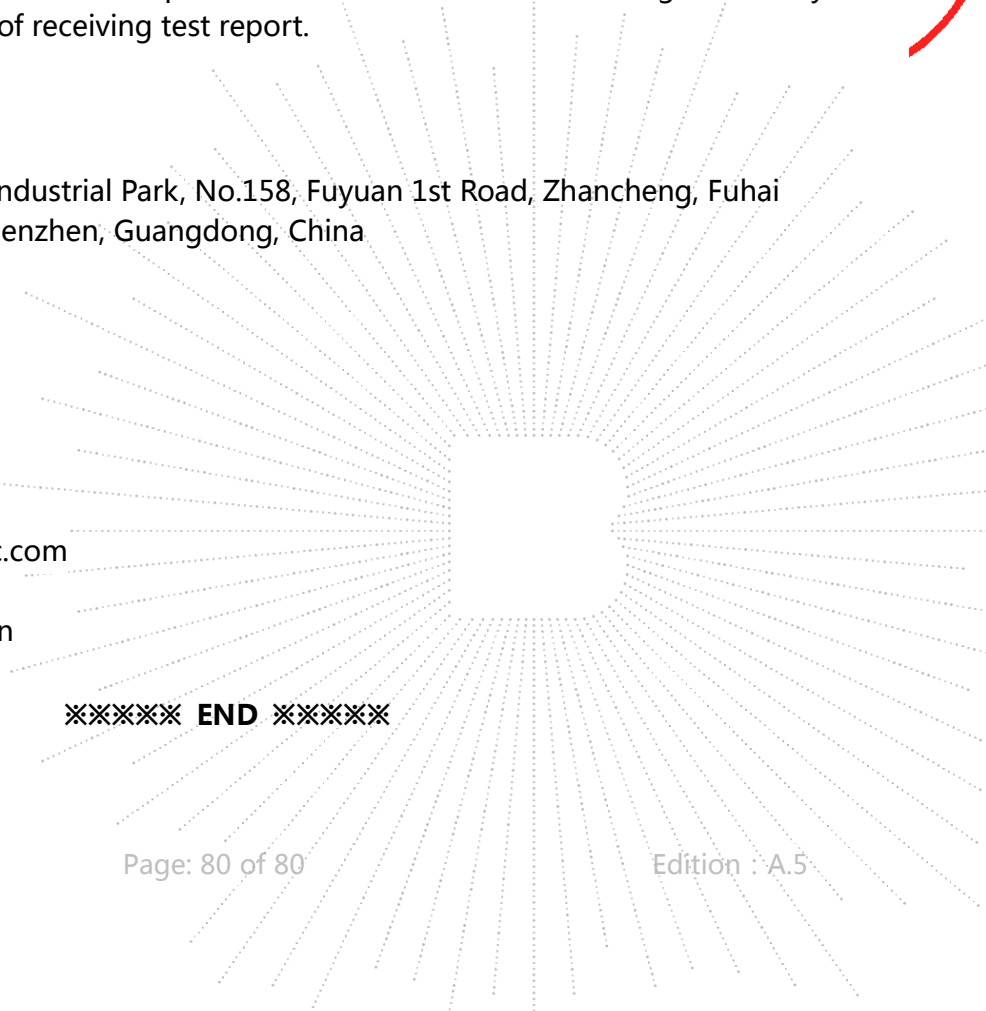 of receiving test report.
ndustrial Park, No.158, Fuyuan 1st Road, Zhancheng, Fuhai
enzhen, Guangdong, China
.com
n
※※※※※ END ※※※※※
Page: 80 of 80 Edition：A.5